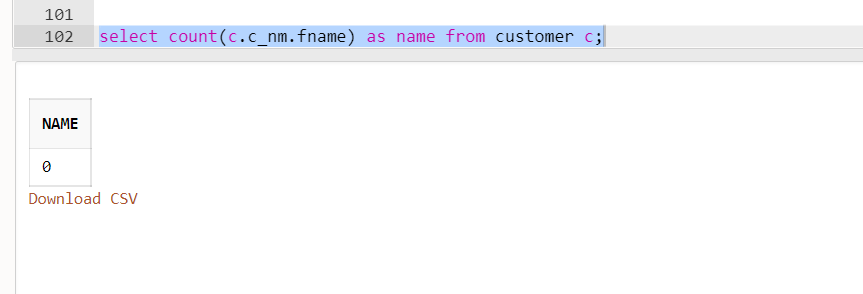 101
102 select count(c.c_nm.fname) as name from customer c;
NAME
0
Download CSV